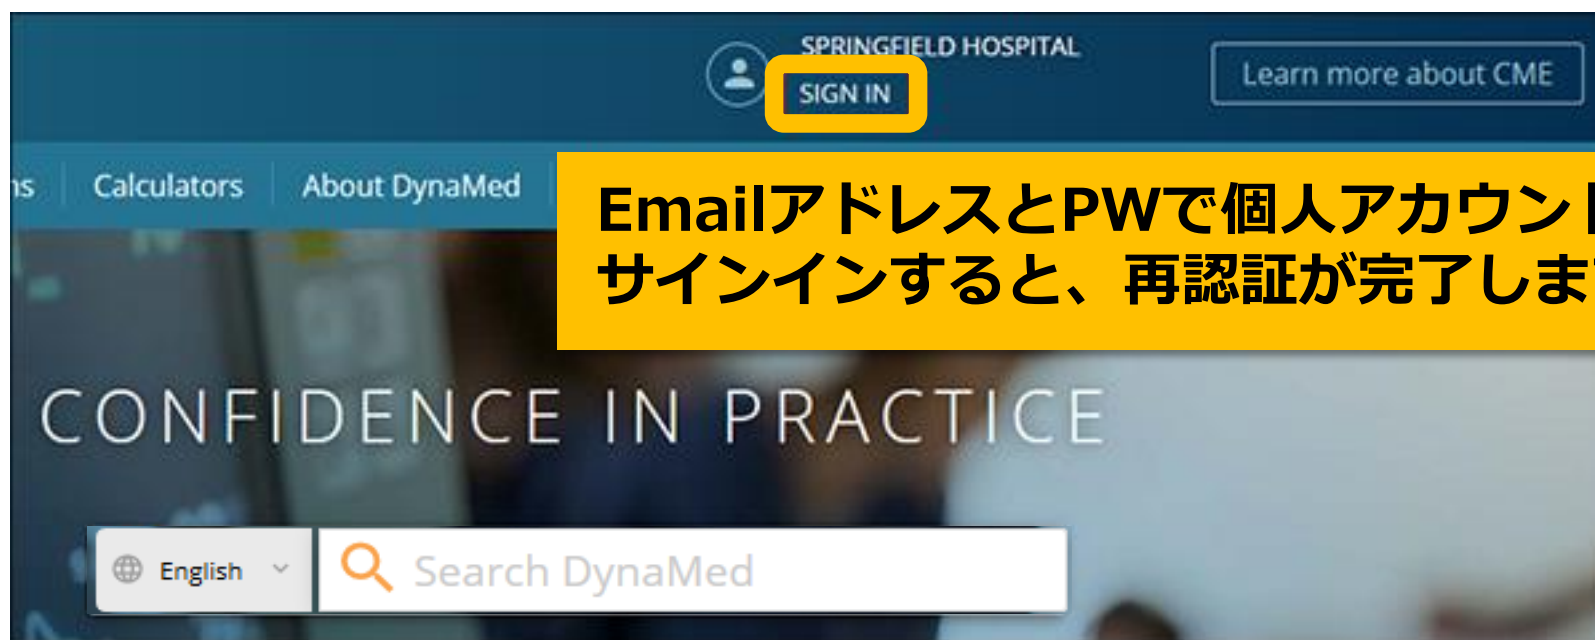 SPRINGFIELD HOSPITAL
SIGN IN
Learn more about CME
Calculators
About DynaMed
EmailアドレスとPWで個人アカウント
サインインすると、再認証が完了しま
CONFIDENCE IN PRACTICE
English
Search DynaMed